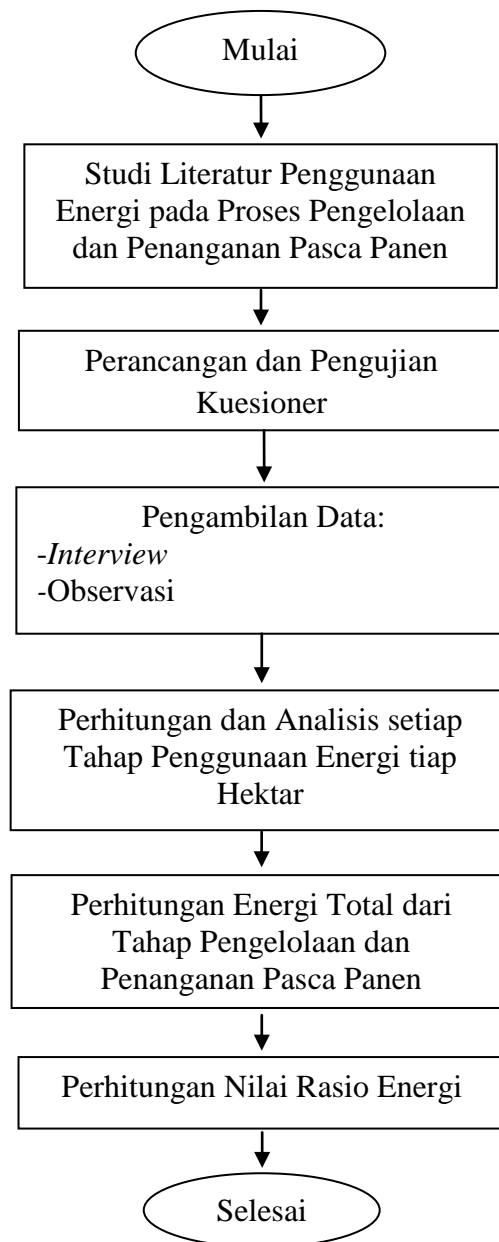 Mulai
Studi Literatur Penggunaan
Energi pada Proses Pengelolaan
dan Penanganan Pasca Panen
Perancangan dan Pengujian
Kuesioner
Pengambilan Data:
-Interview
-Observasi
Perhitungan dan Analisis setiap
Tahap Penggunaan Energi tiap
Hektar
Perhitungan Energi Total dari
Tahap Pengelolaan dan
Penanganan Pasca Panen
Perhitungan Nilai Rasio Energi
Selesai